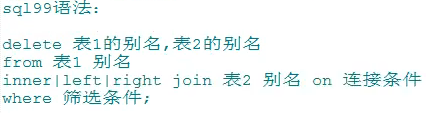 sql99语法：
delete 表1的别名,表2的别名
from 表1 别名
inner|left|right join 表2 别名 on 连接条件
where 筛选条件;